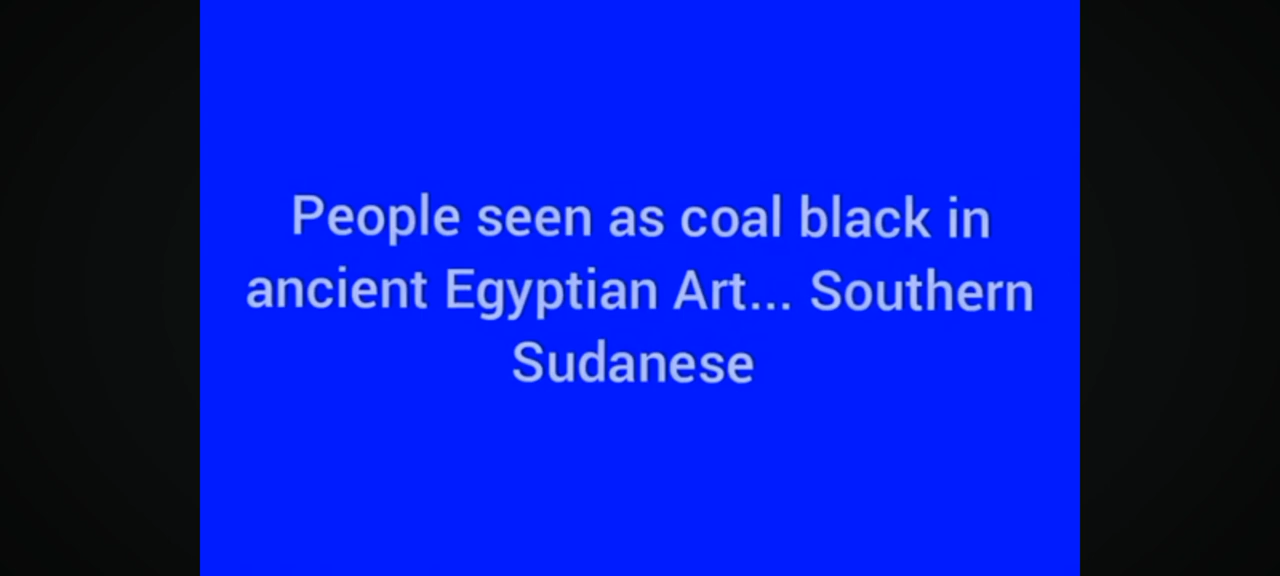 People seen as coal black in
ancient Egyptian Art... Southern
Sudanese